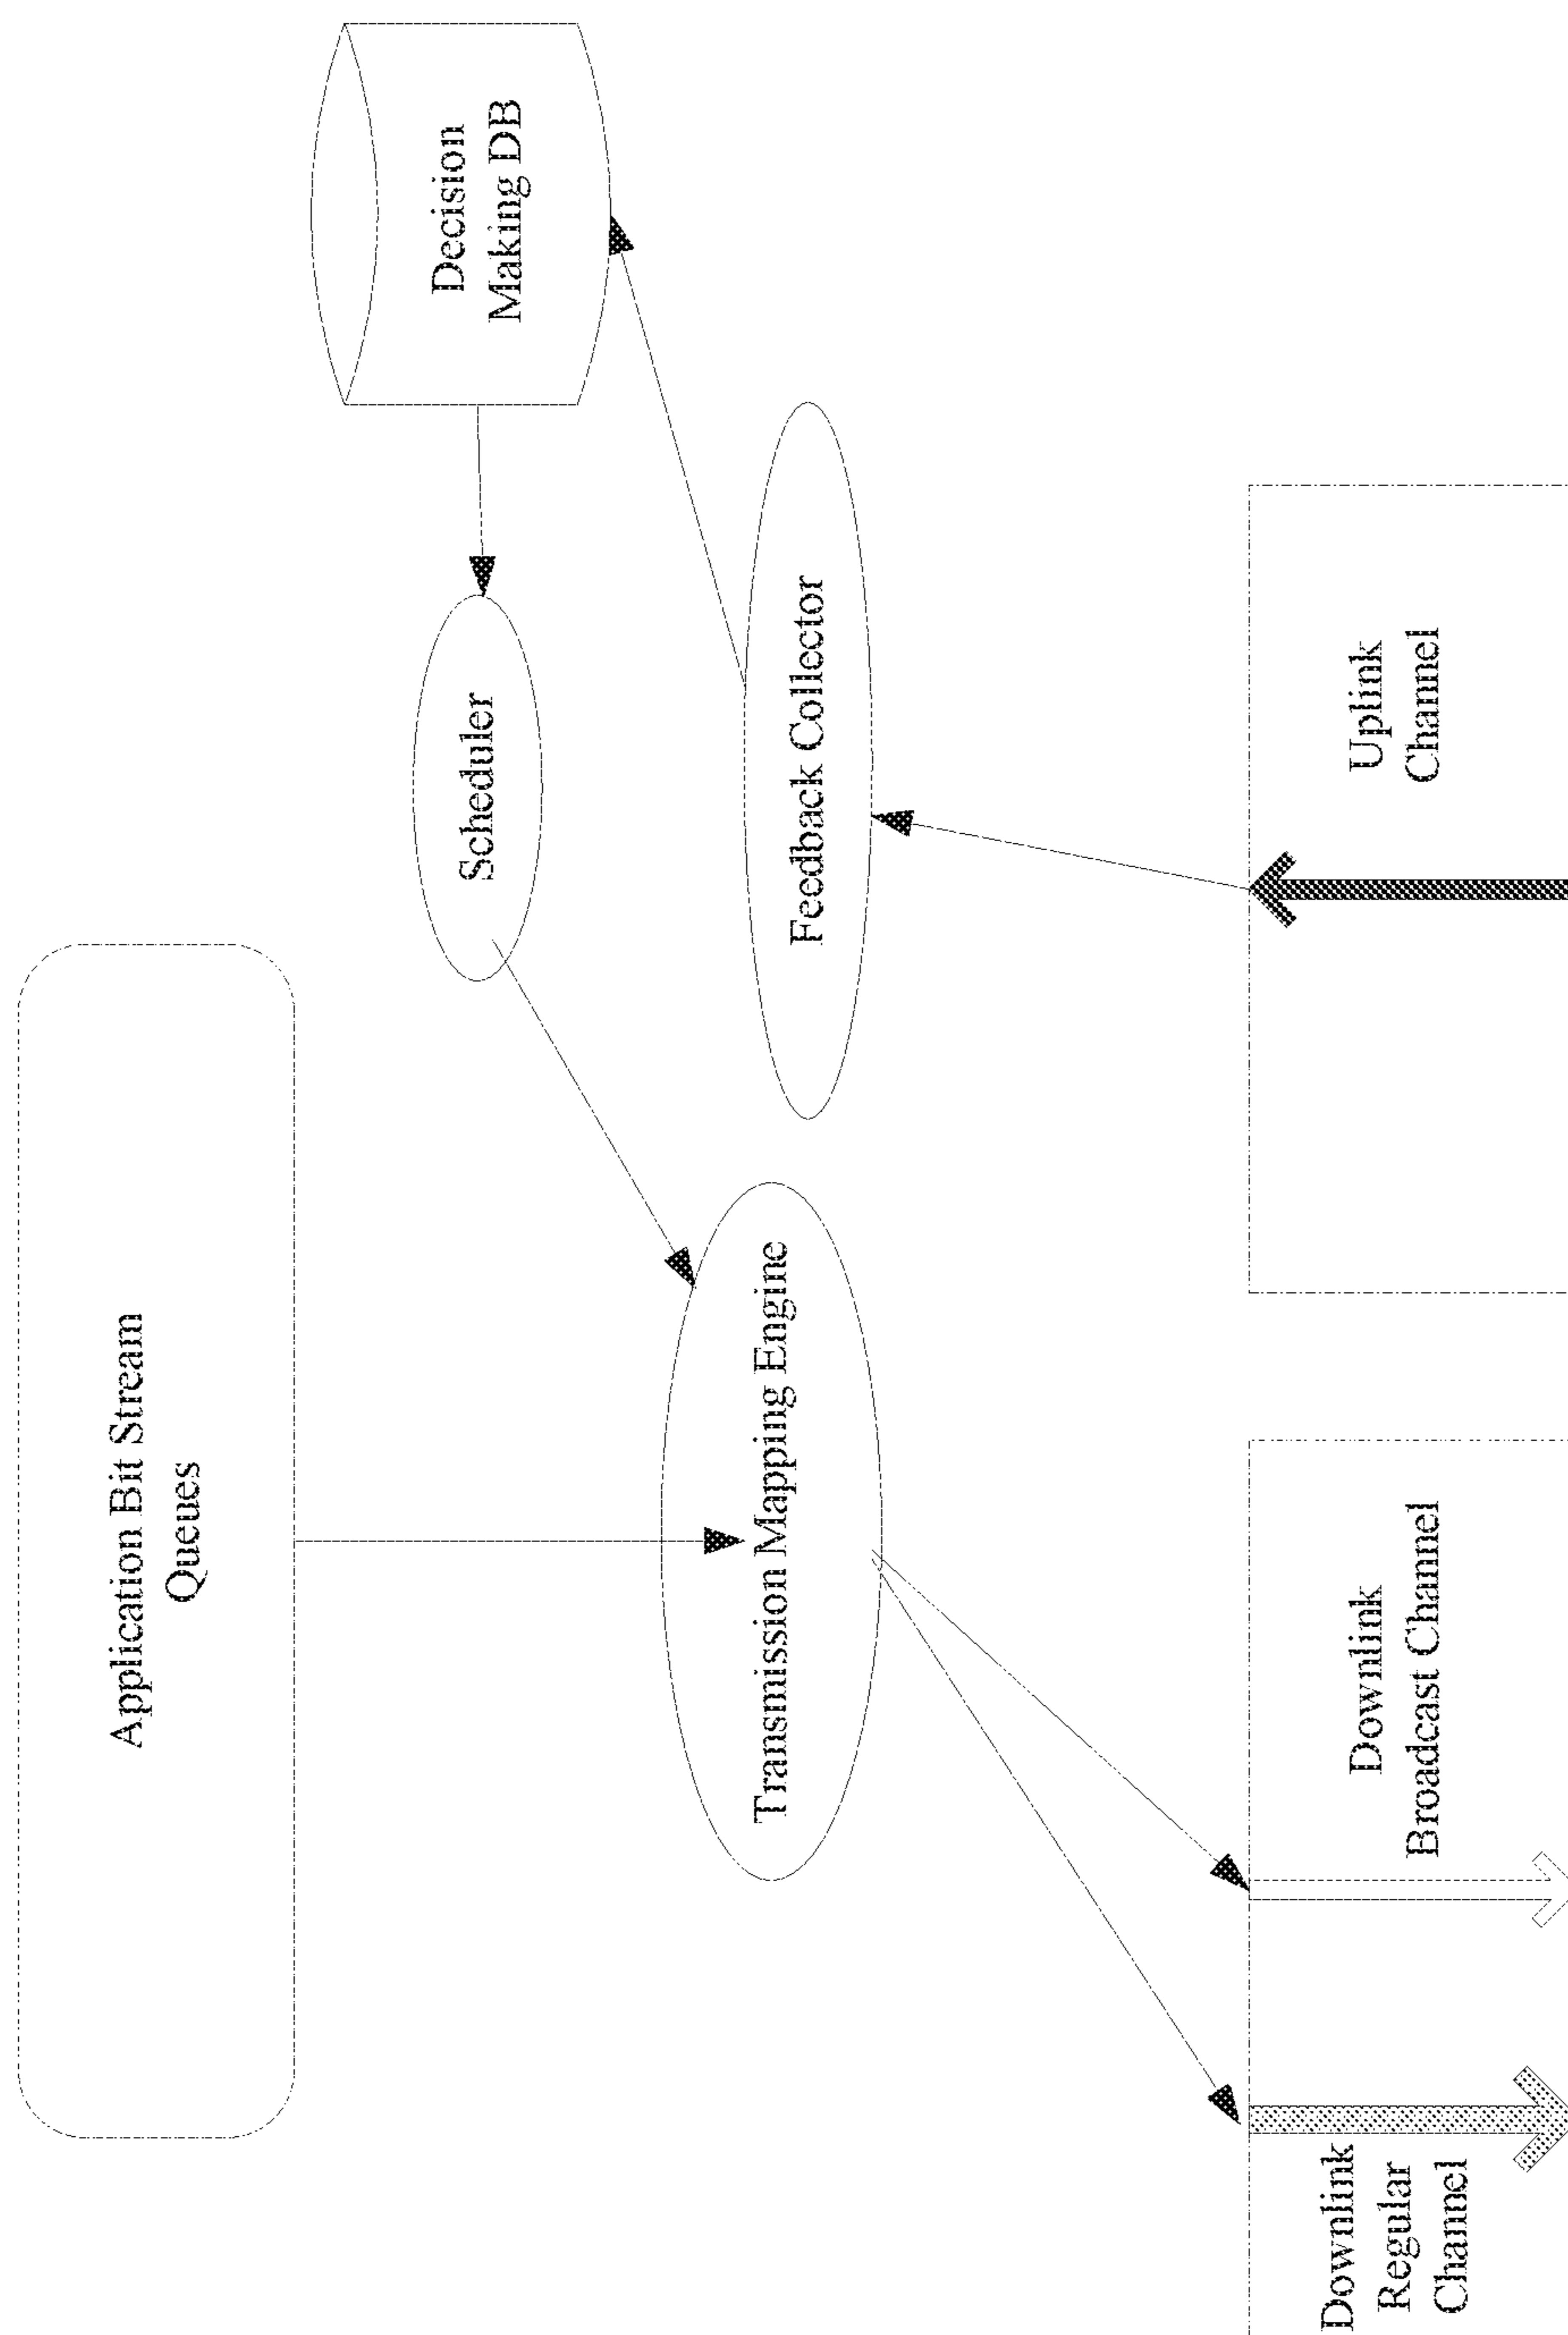 Application Bit Stream
Queues
Decision
Making DB
Scheduler
Transmission Mapping Engine
Feedback Collector
Downlink
Regular
Channel
Downlink
Broadcast Channel
Uplink
Channel